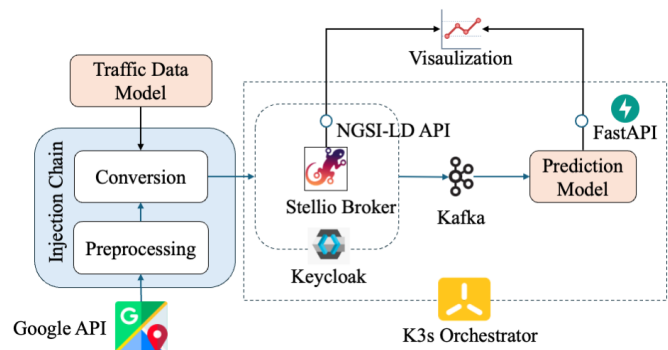 Traffic Data
Model
Visaulization
FastAPI
NGSI-LD API
Injection Chain
Conversion
Stellio Broker
Kafka
Prediction
Model
Preprocessing
Keycloak
Google API
G
K3s Orchestrator